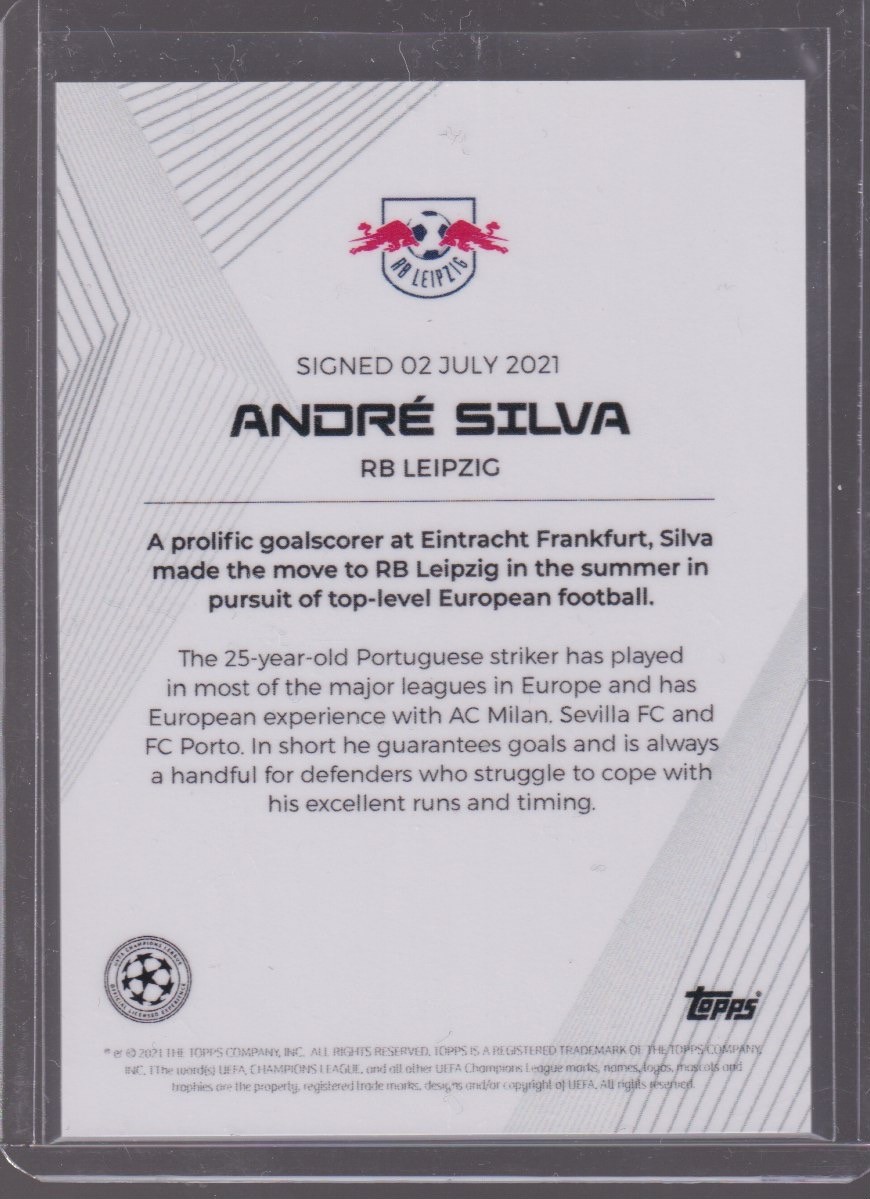 RB LEIPZIG
SIGNED 02 JULY 2021
ANDRÉ SILVA
RB LEIPZIG
A prolific goalscorer at Eintracht Frankfurt, Silva
made the move to RB Leipzig in the summer in
pursuit of top-level European football.
The 25-year-old Portuguese striker has played
in most of the major leagues in Europe and has
European experience with AC Milan. Sevilla FC and
FC Porto. In short he guarantees goals and is always
a handful for defenders who struggle to cope with
his excellent runs and timing.
UEFA CHAMPIONS LEAGUE
OFFICIAL LICENSED EXPERIENCE
topps®
® & © 2021 THE TOPPS COMPANY, INC. ALL RIGHTS RESERVED. TOPPS IS A REGISTERED TRADEMARK OF THE TOPPS COMPANY,
INC. | The word(s) UEFA, CHAMPIONS LEAGUE, and all other UEFA Champions League marks, names, logos, mascots and
trophies are the property, registered trade marks, designs and/or copyright of UEFA. All rights reserved.